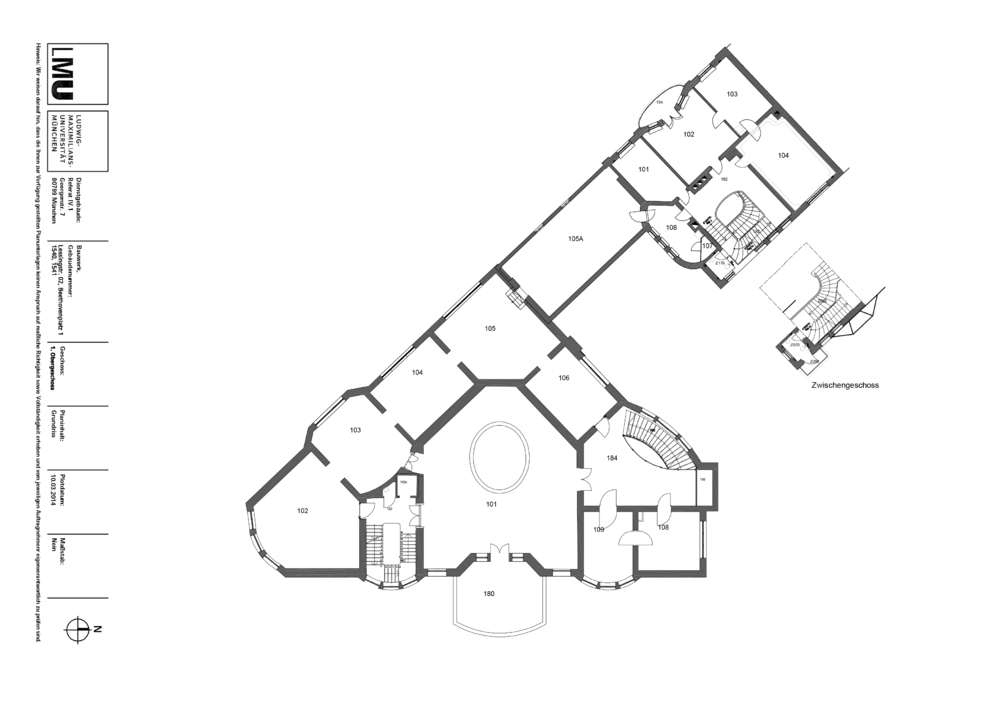 LMU
LUDWIG-
MAXIMILIANS-
UNIVERSITÄT
MÜNCHEN
Dienstgebäude:
Referat IV.1
Georgenstr. 7
80799 München
Bauwerk,
Gebäudenummer:
Lessingstr. 02, Beethovenplatz 1
1540, 1541
Geschoss:
1. Obergeschoss
Planinhalt:
Grundriss
Plandatum:
10.03.2014
Maßstab:
Nein
N
Hinweis: Wir weisen darauf hin, dass die Ihnen zur Verfügung gestellten Planunterlagen keinen Anspruch auf maßliche Richtigkeit sowie Vollständigkeit erheben und vom jeweiligen Auftragnehmer eigenverantwortlich zu prüfen sind.
103
102
104
101
108
107
105A
105
104
106
103
184
102
101
109
108
180
Zwischengeschoss